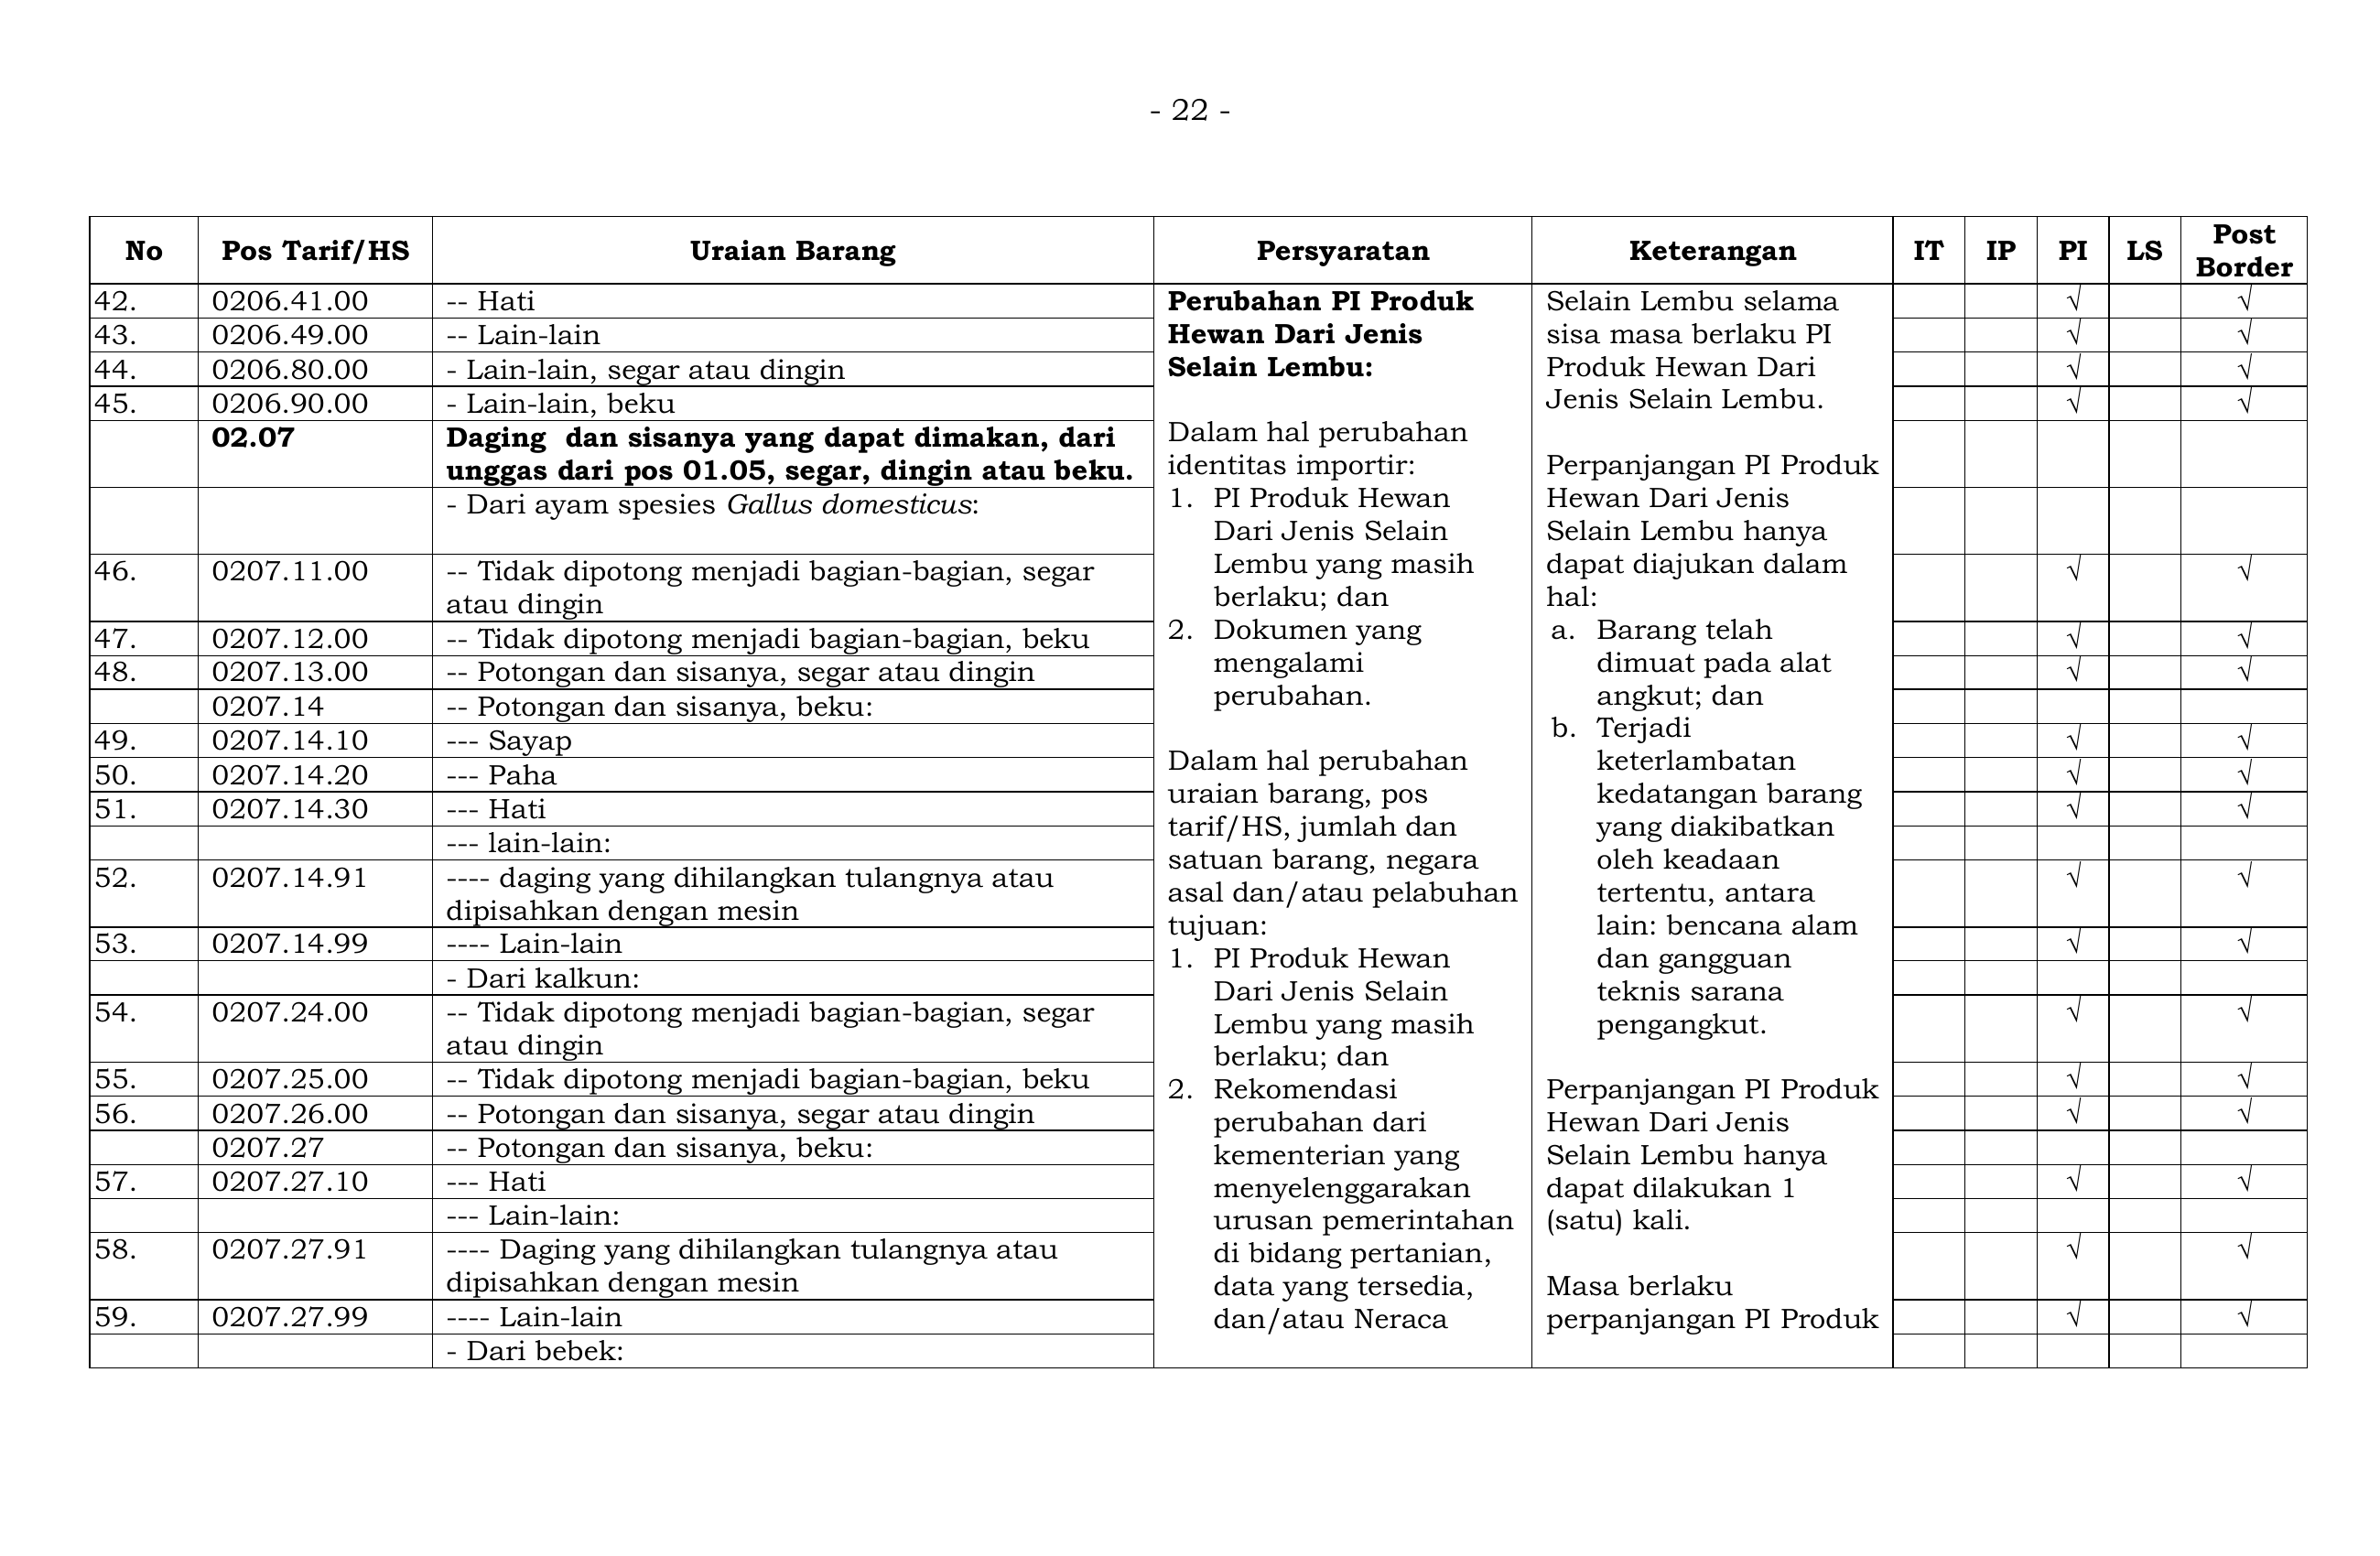 - 22 -
No Pos Tarif/HS Uraian Barang Persyaratan Keterangan IT IP PI LS Post Border
42. 0206.41.00 -- Hati √ √
43. 0206.49.00 -- Lain-lain √ √
44. 0206.80.00 - Lain-lain, segar atau dingin √ √
45. 0206.90.00 - Lain-lain, beku √ √
02.07 Daging  dan sisanya yang dapat dimakan, dari
unggas dari pos 01.05, segar, dingin atau beku.
- Dari ayam spesies Gallus domesticus:
46. 0207.11.00 -- Tidak dipotong menjadi bagian-bagian, segar √ √
atau dingin
47. 0207.12.00 -- Tidak dipotong menjadi bagian-bagian, beku √ √
48. 0207.13.00 -- Potongan dan sisanya, segar atau dingin √ √
0207.14 -- Potongan dan sisanya, beku:
49. 0207.14.10 --- Sayap √ √
50. 0207.14.20 --- Paha √ √
51. 0207.14.30 --- Hati √ √
--- lain-lain:
52. 0207.14.91 ---- daging yang dihilangkan tulangnya atau √ √
dipisahkan dengan mesin
53. 0207.14.99 ---- Lain-lain √ √
- Dari kalkun:
54. 0207.24.00 -- Tidak dipotong menjadi bagian-bagian, segar √ √
atau dingin
55. 0207.25.00 -- Tidak dipotong menjadi bagian-bagian, beku √ √
56. 0207.26.00 -- Potongan dan sisanya, segar atau dingin √ √
0207.27 -- Potongan dan sisanya, beku:
57. 0207.27.10 --- Hati √ √
--- Lain-lain:
58. 0207.27.91 ---- Daging yang dihilangkan tulangnya atau √ √
dipisahkan dengan mesin
59. 0207.27.99 ---- Lain-lain √ √
- Dari bebek:
Perubahan PI Produk
Hewan Dari Jenis
Selain Lembu:
Dalam hal perubahan
identitas importir:
1. PI Produk Hewan
Dari Jenis Selain
Lembu yang masih
berlaku; dan
2. Dokumen yang
mengalami
perubahan.
Dalam hal perubahan
uraian barang, pos
tarif/HS, jumlah dan
satuan barang, negara
asal dan/atau pelabuhan
tujuan:
1. PI Produk Hewan
Dari Jenis Selain
Lembu yang masih
berlaku; dan
2. Rekomendasi
perubahan dari
kementerian yang
menyelenggarakan
urusan pemerintahan
di bidang pertanian,
data yang tersedia,
dan/atau Neraca
Selain Lembu selama
sisa masa berlaku PI
Produk Hewan Dari
Jenis Selain Lembu.
Perpanjangan PI Produk
Hewan Dari Jenis
Selain Lembu hanya
dapat diajukan dalam
hal:
a. Barang telah
dimuat pada alat
angkut; dan
b. Terjadi
keterlambatan
kedatangan barang
yang diakibatkan
oleh keadaan
tertentu, antara
lain: bencana alam
dan gangguan
teknis sarana
pengangkut.
Perpanjangan PI Produk
Hewan Dari Jenis
Selain Lembu hanya
dapat dilakukan 1
(satu) kali.
Masa berlaku
perpanjangan PI Produk